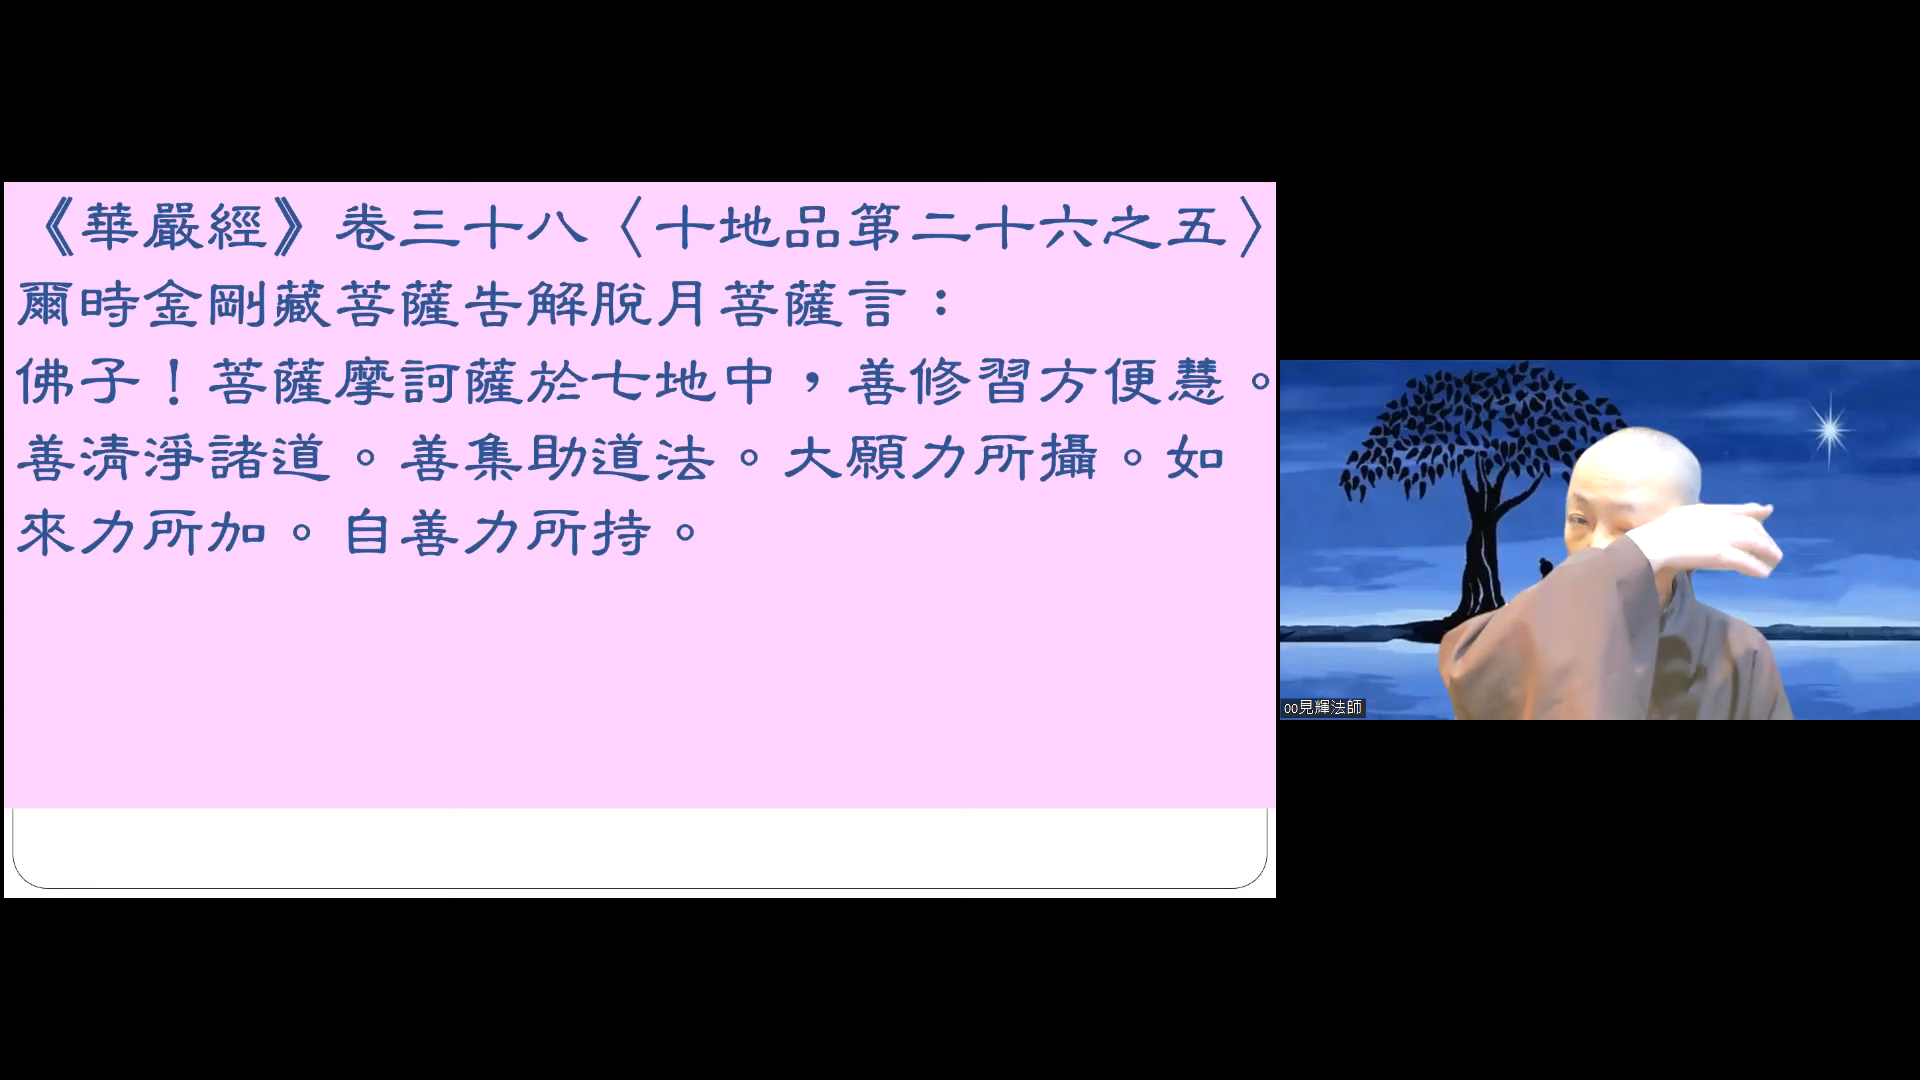 《華嚴經》卷三十八〈十地品第二十六之五〉
爾時金剛藏菩薩告解脫月菩薩言：
佛子！菩薩摩訶薩於七地中，善修習方便慧。
善清淨諸道。善集助道法。大願力所攝。如
來力所加。自善力所持。
oo見輝法師